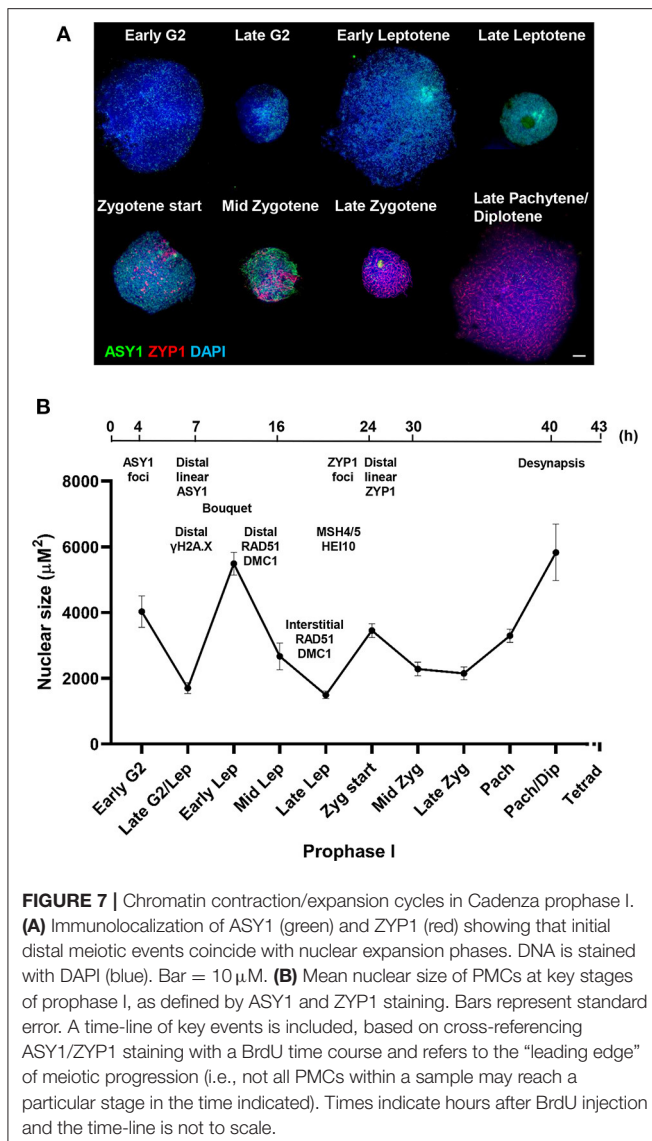 A
Early G2 Late G2 Early Leptotene Late Leptotene
Zygotene start Mid Zygotene Late Zygotene Late Pachytene/
Diplotene
ASY1 ZYP1 DAPI
B
0 4 7 16 24 30 40 43 (h)
ASY1 Distal ZYP1 Distal Desynapsis
foci linear foci linear
ASY1 ZYP1
Bouquet
Distal Distal MSH4/5
γH2A.X RAD51 HEI10
DMC1
Interstitial
RAD51
DMC1
Nuclear size (µM²)
8000
6000
4000
2000
0
Early G2
Late G2/Lep
Early Lep
Mid Lep
Late Lep
Zyg start
Mid Zyg
Late Zyg
Pach
Pach/Dip
Tetrad
Prophase I
FIGURE 7 | Chromatin contraction/expansion cycles in Cadenza prophase I.
(A) Immunolocalization of ASY1 (green) and ZYP1 (red) showing that initial
distal meiotic events coincide with nuclear expansion phases. DNA is stained
with DAPI (blue). Bar = 10 µM. (B) Mean nuclear size of PMCs at key stages
of prophase I, as defined by ASY1 and ZYP1 staining. Bars represent standard
error. A time-line of key events is included, based on cross-referencing
ASY1/ZYP1 staining with a BrdU time course and refers to the “leading edge”
of meiotic progression (i.e., not all PMCs within a sample may reach a
particular stage in the time indicated). Times indicate hours after BrdU injection
and the time-line is not to scale.